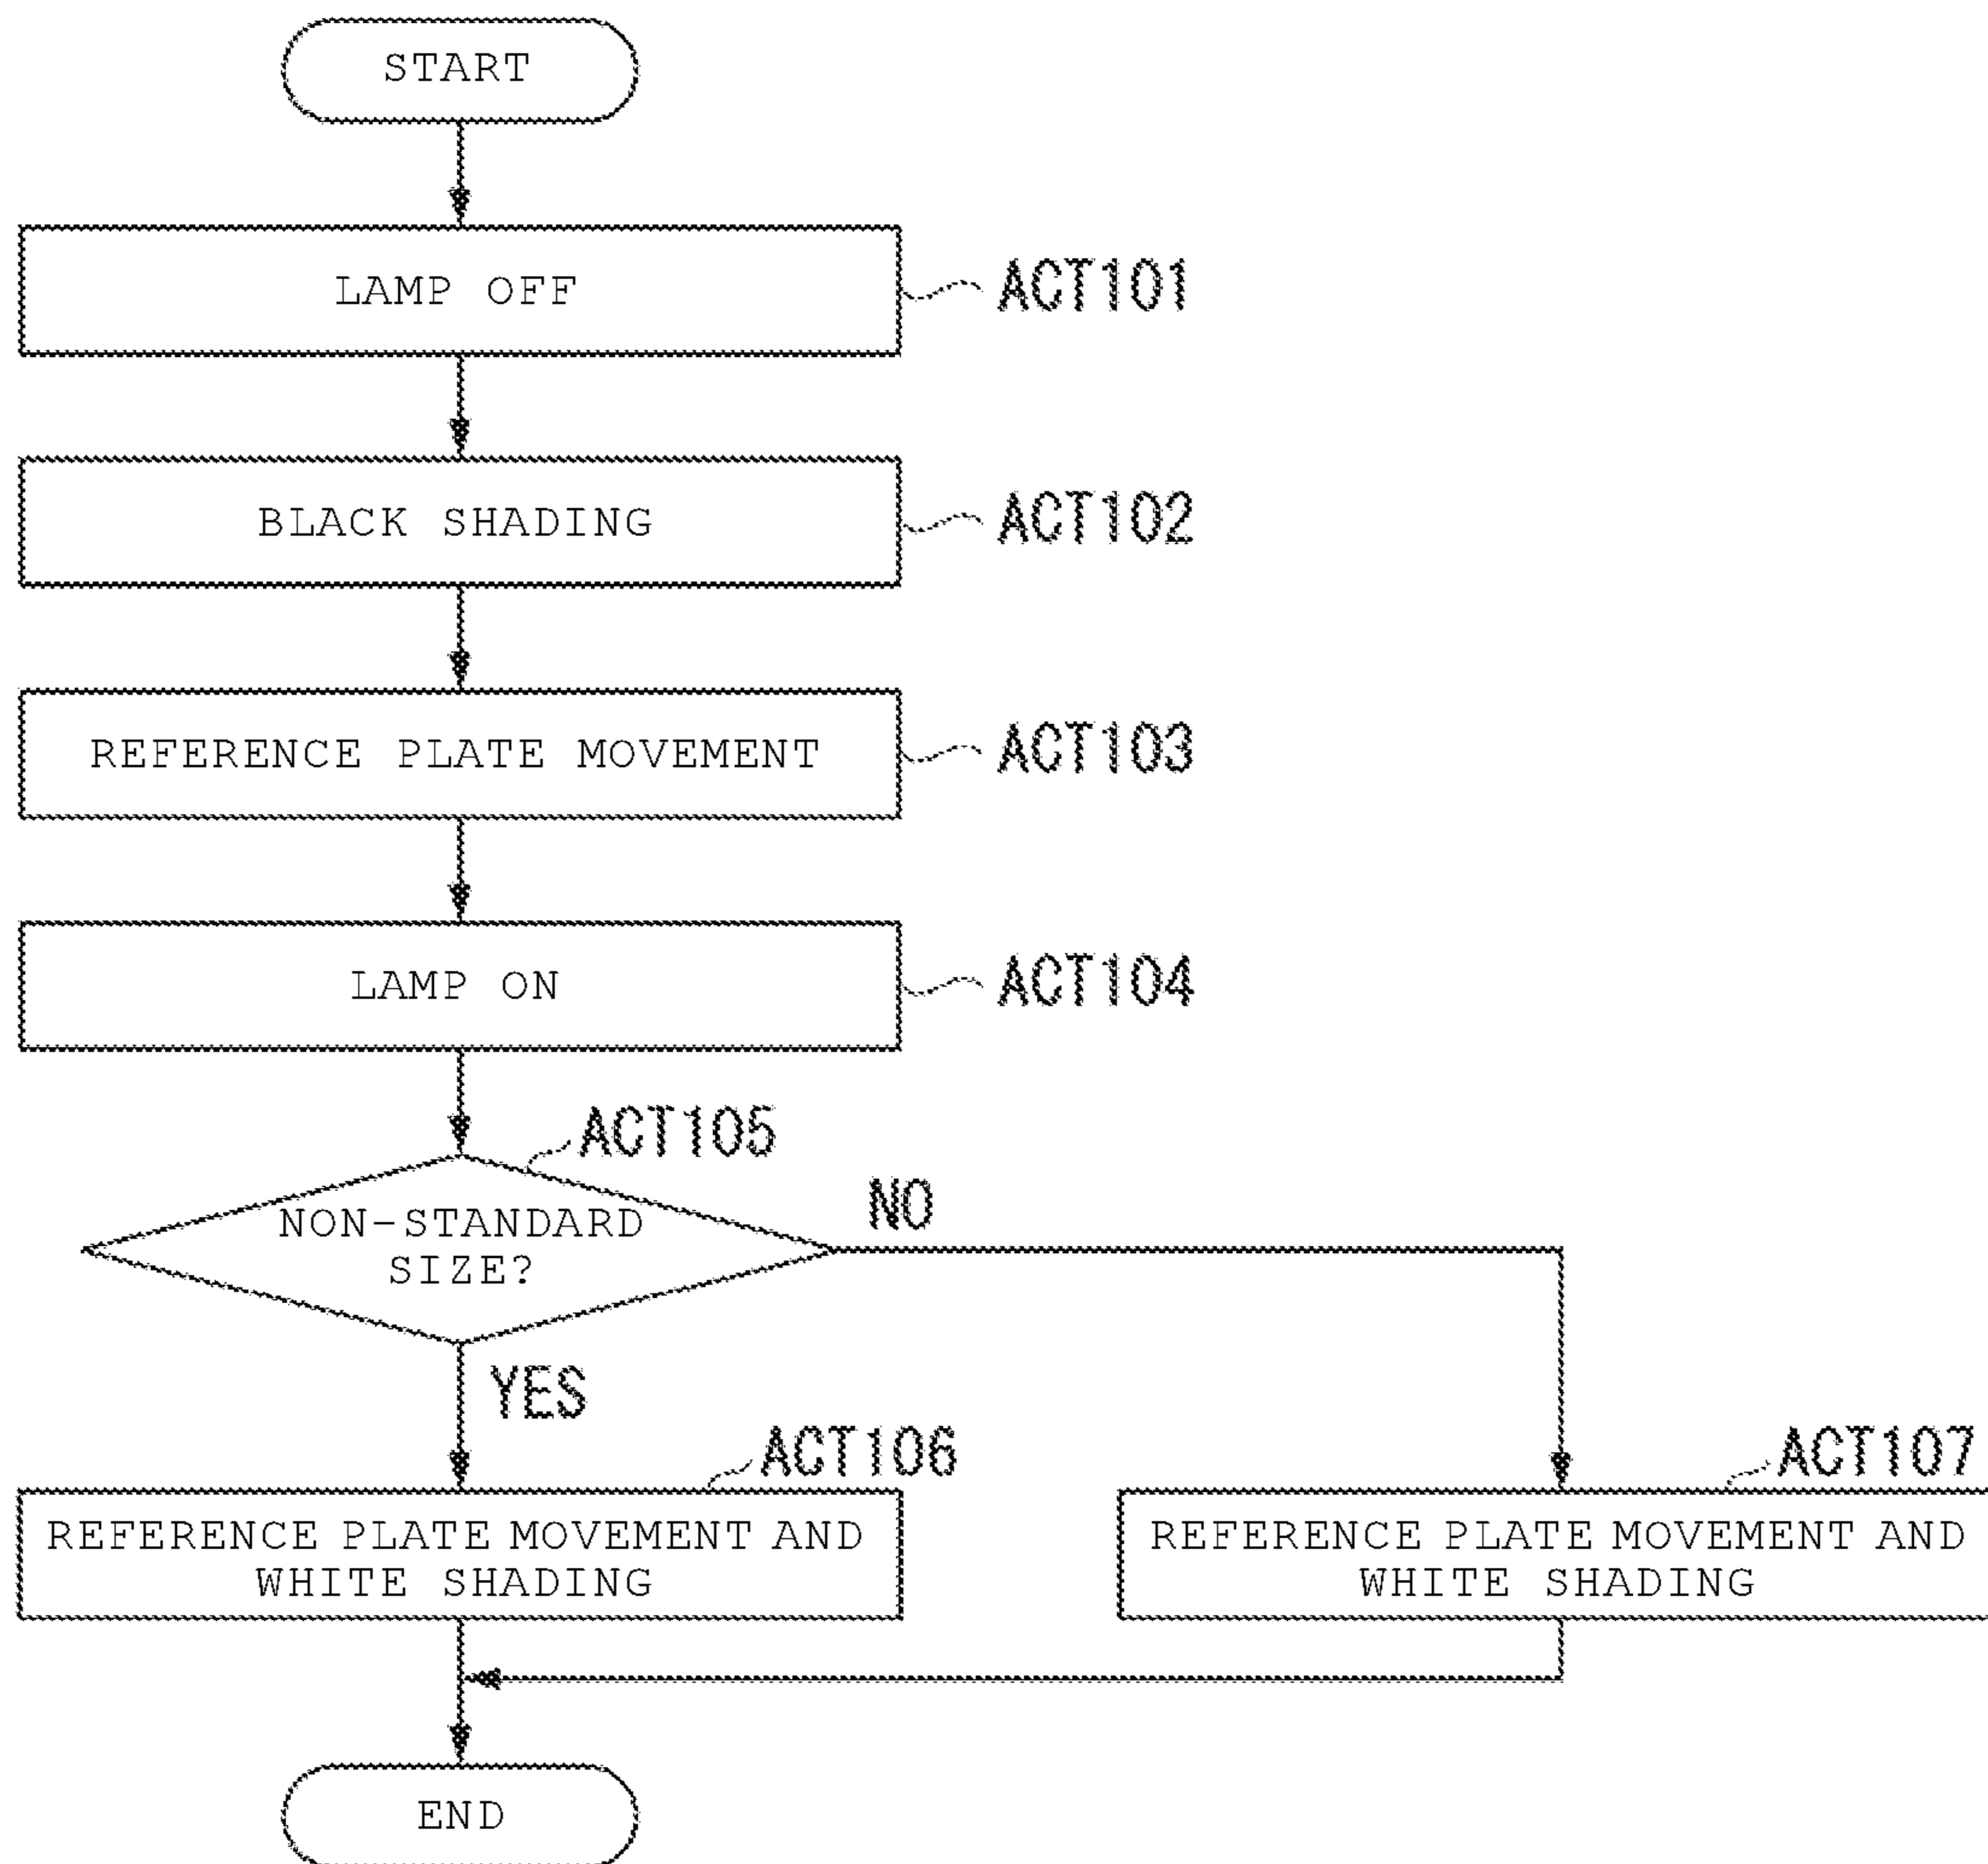 START
LAMP OFF
ACT101
BLACK SHADING
ACT102
REFERENCE PLATE MOVEMENT
ACT103
LAMP ON
ACT104
ACT105
NON-STANDARD
SIZE?
NO
YES
ACT106
REFERENCE PLATE MOVEMENT AND
WHITE SHADING
ACT107
REFERENCE PLATE MOVEMENT AND
WHITE SHADING
END